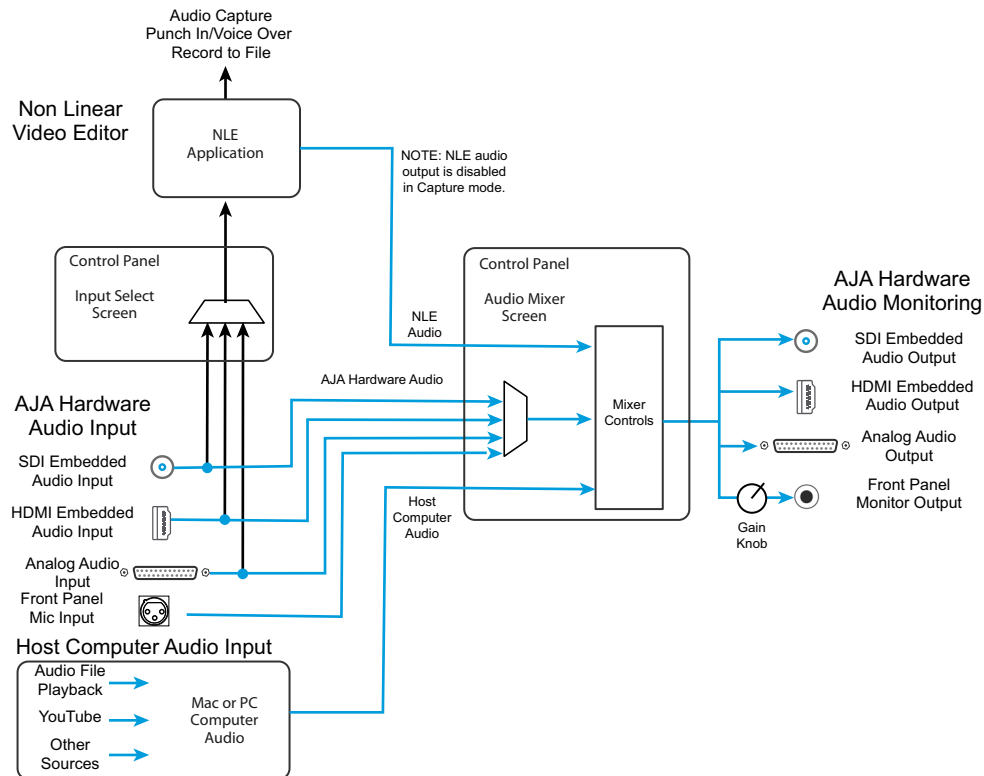 Audio Capture
Punch In/Voice Over
Record to File
Non Linear
Video Editor
NLE
Application
NOTE: NLE audio
output is disabled
in Capture mode.
Control Panel
Input Select
Screen
Control Panel
Audio Mixer
Screen
NLE
Audio
AJA Hardware Audio
Mixer
Controls
Host
Computer
Audio
AJA Hardware
Audio Monitoring
SDI Embedded
Audio Output
HDMI Embedded
Audio Output
Analog Audio
Output
Front Panel
Monitor Output
Gain
Knob
AJA Hardware
Audio Input
SDI Embedded
Audio Input
HDMI Embedded
Audio Input
Analog Audio
Input
Front Panel
Mic Input
Host Computer Audio Input
Audio File
Playback
YouTube
Other
Sources
Mac or PC
Computer
Audio